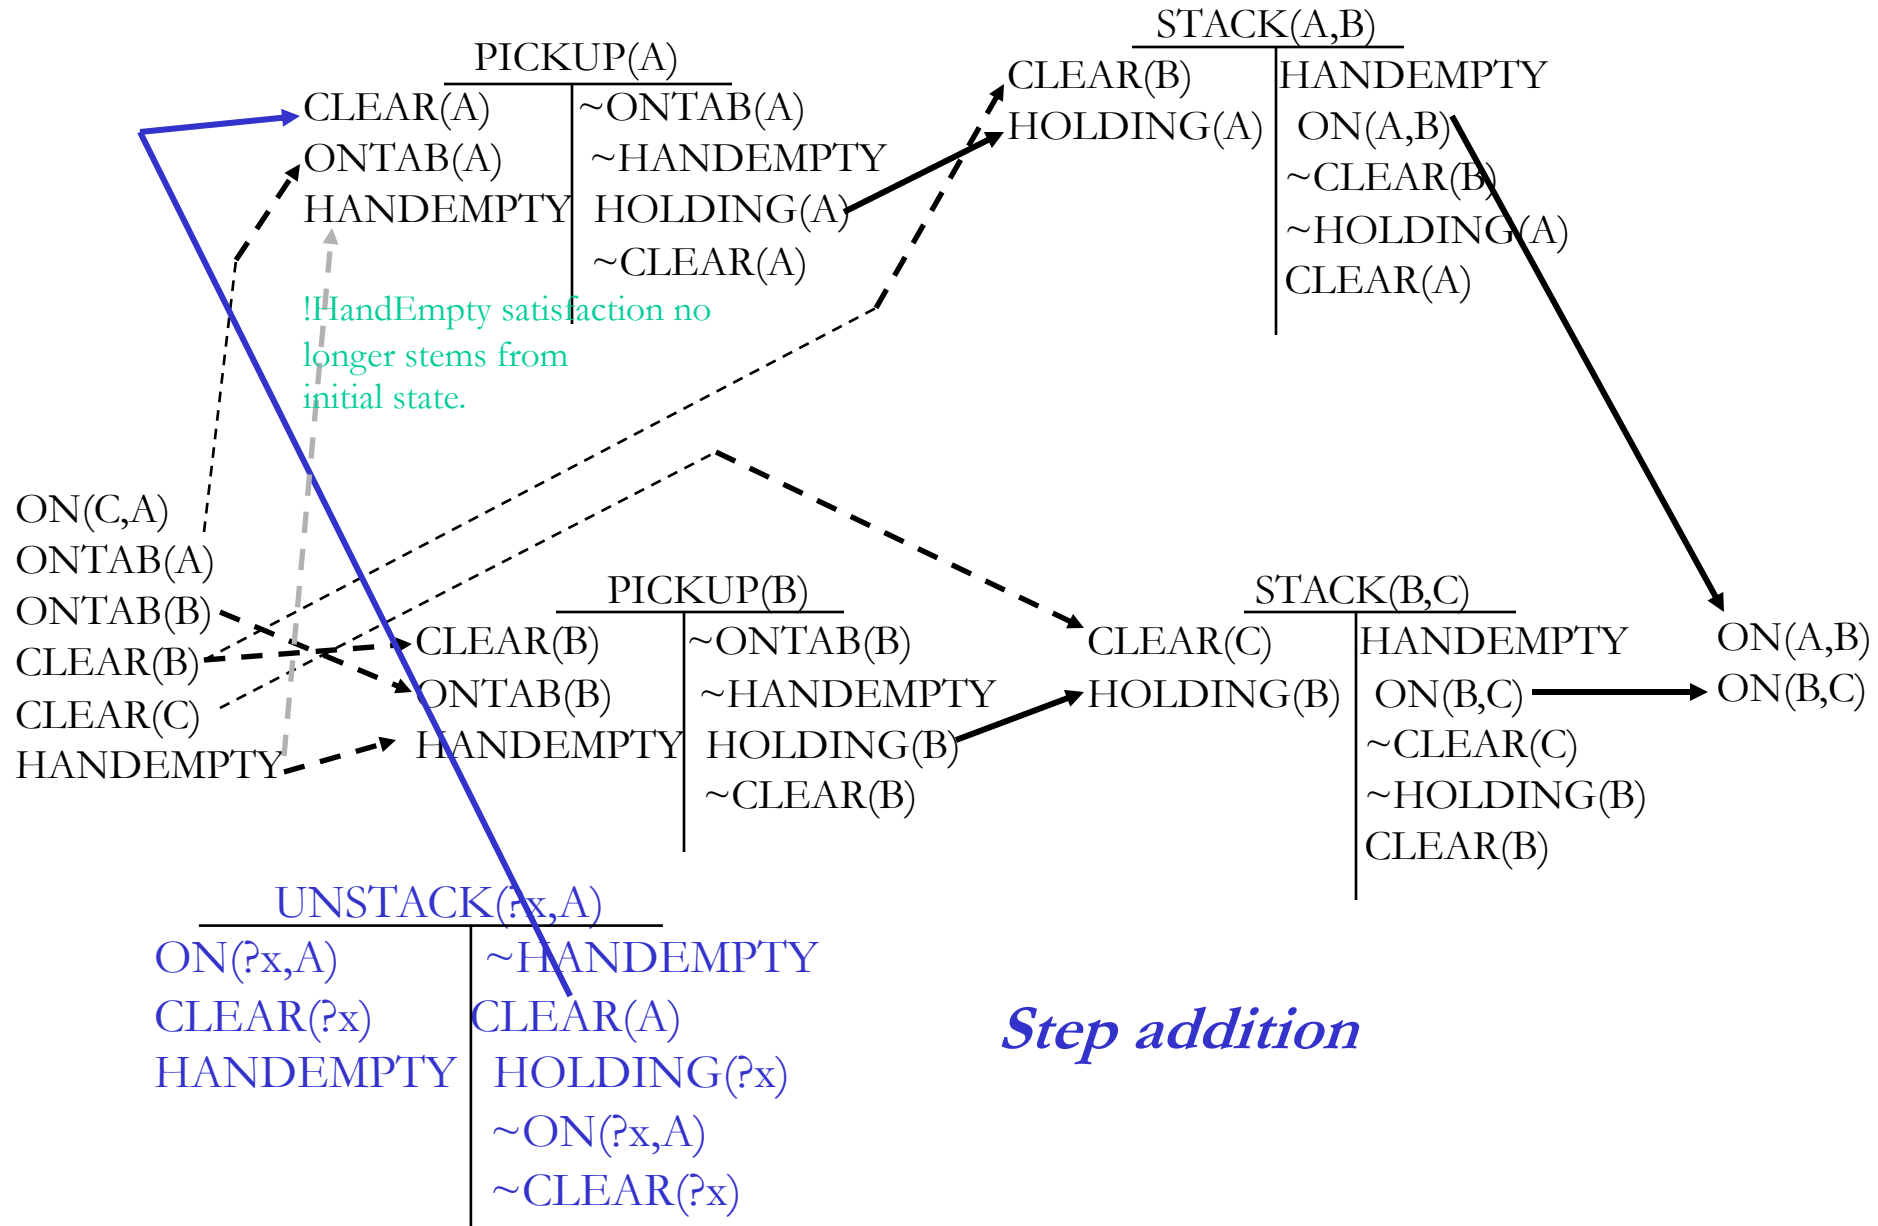 PICKUP(A)
CLEAR(A)
ONTAB(A)
HANDEMPTY
~ONTAB(A)
~HANDEMPTY
HOLDING(A)
~CLEAR(A)
!HandEmpty satisfaction no
longer stems from
initial state.
STACK(A,B)
CLEAR(B)
HOLDING(A)
HANDEMPTY
ON(A,B)
~CLEAR(B)
~HOLDING(A)
CLEAR(A)
ON(C,A)
ONTAB(A)
ONTAB(B)
CLEAR(B)
CLEAR(C)
HANDEMPTY
PICKUP(B)
CLEAR(B)
ONTAB(B)
HANDEMPTY
~ONTAB(B)
~HANDEMPTY
HOLDING(B)
~CLEAR(B)
STACK(B,C)
CLEAR(C)
HOLDING(B)
HANDEMPTY
ON(B,C)
~CLEAR(C)
~HOLDING(B)
CLEAR(B)
ON(A,B)
ON(B,C)
UNSTACK(?x,A)
ON(?x,A)
CLEAR(?x)
HANDEMPTY
~HANDEMPTY
CLEAR(A)
HOLDING(?x)
~ON(?x,A)
~CLEAR(?x)
Step addition